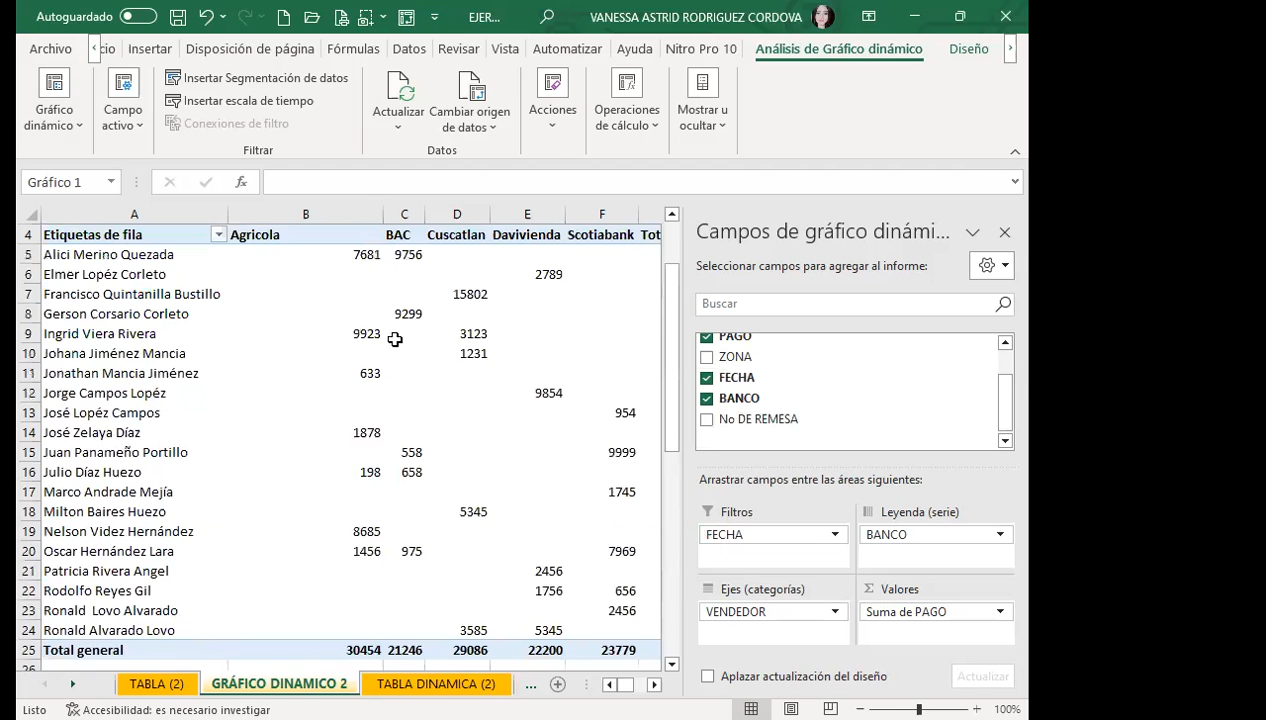 Autoguardado EJER... VANESSA ASTRID RODRIGUEZ CORDOVA
Archivo cio Insertar Disposición de página Fórmulas Datos Revisar Vista Automatizar Ayuda Nitro Pro 10 Análisis de Gráfico dinámico Diseño
Gráfico dinámico
Campo activo
Insertar Segmentación de datos
Insertar escala de tiempo
Conexiones de filtro
Filtrar
Actualizar
Cambiar origen de datos
Datos
Acciones
Operaciones de cálculo
Mostrar u ocultar
Gráfico 1 fx
A B C D E F
4 Etiquetas de fila Agricola BAC Cuscatlan Davivienda Scotiabank Tot
5 Alici Merino Quezada 7681 9756
6 Elmer Lopéz Corleto 2789
7 Francisco Quintanilla Bustillo 15802
8 Gerson Corsario Corleto 9299
9 Ingrid Viera Rivera 9923 3123
10 Johana Jiménez Mancia 1231
11 Jonathan Mancia Jiménez 633
12 Jorge Campos Lopéz 9854
13 José Lopéz Campos 954
14 José Zelaya Díaz 1878
15 Juan Panameño Portillo 558 9999
16 Julio Díaz Huezo 198 658
17 Marco Andrade Mejía 1745
18 Milton Baires Huezo 5345
19 Nelson Videz Hernández 8685
20 Oscar Hernández Lara 1456 975 7969
21 Patricia Rivera Angel 2456
22 Rodolfo Reyes Gil 1756 656
23 Ronald Lovo Alvarado 2456
24 Ronald Alvarado Lovo 3585 5345
25 Total general 30454 21246 29086 22200 23779
Campos de gráfico dinámi...
Seleccionar campos para agregar al informe:
Buscar
PAGO
ZONA
FECHA
BANCO
No DE REMESA
Arrastrar campos entre las áreas siguientes:
Filtros
FECHA
Leyenda (serie)
BANCO
Ejes (categorías)
VENDEDOR
Σ Valores
Suma de PAGO
Aplazar actualización del diseño Actualizar
TABLA (2) GRÁFICO DINAMICO 2 TABLA DINAMICA (2) ...
Listo Accesibilidad: es necesario investigar 100%